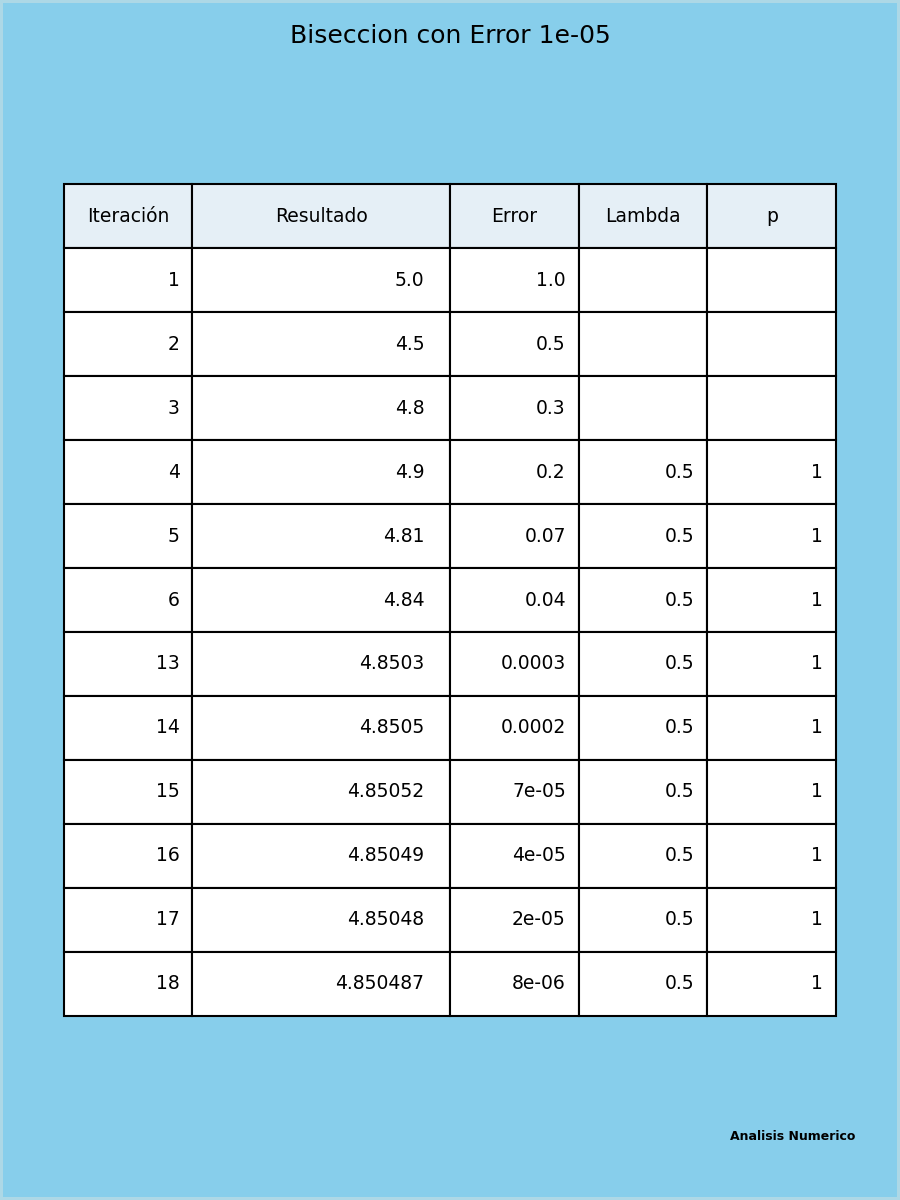 Biseccion con Error 1e-05
Iteración Resultado Error Lambda p
1 5.0 1.0
2 4.5 0.5
3 4.8 0.3
4 4.9 0.2 0.5 1
5 4.81 0.07 0.5 1
6 4.84 0.04 0.5 1
13 4.8503 0.0003 0.5 1
14 4.8505 0.0002 0.5 1
15 4.85052 7e-05 0.5 1
16 4.85049 4e-05 0.5 1
17 4.85048 2e-05 0.5 1
18 4.850487 8e-06 0.5 1
Analisis Numerico